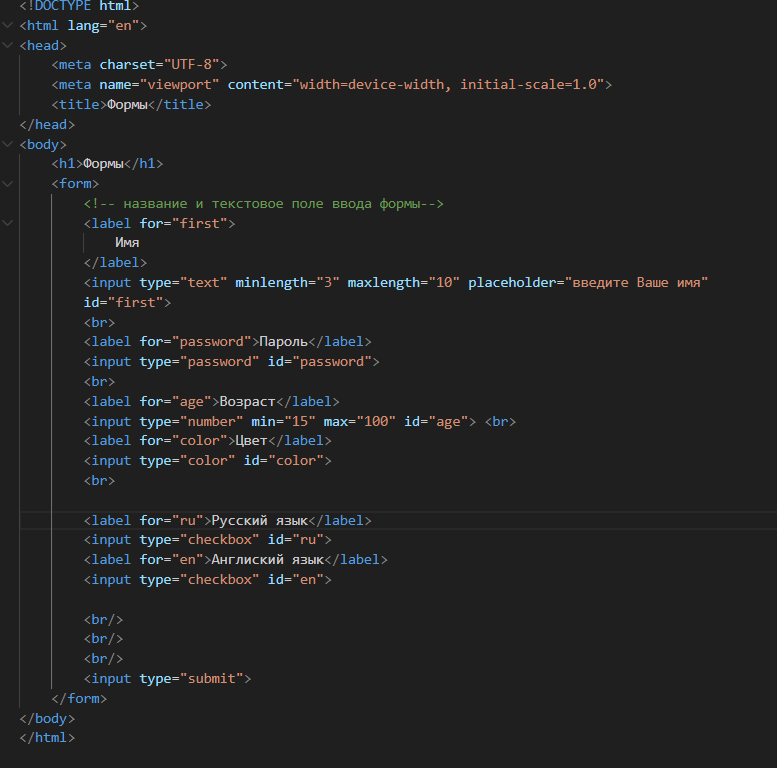 <!DOCTYPE html>
<html lang="en">
<head>
    <meta charset="UTF-8">
    <meta name="viewport" content="width=device-width, initial-scale=1.0">
    <title>Формы</title>
</head>
<body>
    <h1>Формы</h1>
    <form>
        <!-- название и текстовое поле ввода формы-->
        <label for="first">
            Имя
        </label>
        <input type="text" minlength="3" maxlength="10" placeholder="введите Ваше имя"
        id="first">
        <br>
        <label for="password">Пароль</label>
        <input type="password" id="password">
        <br>
        <label for="age">Возраст</label>
        <input type="number" min="15" max="100" id="age"> <br>
        <label for="color">Цвет</label>
        <input type="color" id="color">
        <br>

        <label for="ru">Русский язык</label>
        <input type="checkbox" id="ru">
        <label for="en">Англиский язык</label>
        <input type="checkbox" id="en">

        <br/>
        <br/>
        <br/>
        <input type="submit">
    </form>
</body>
</html>